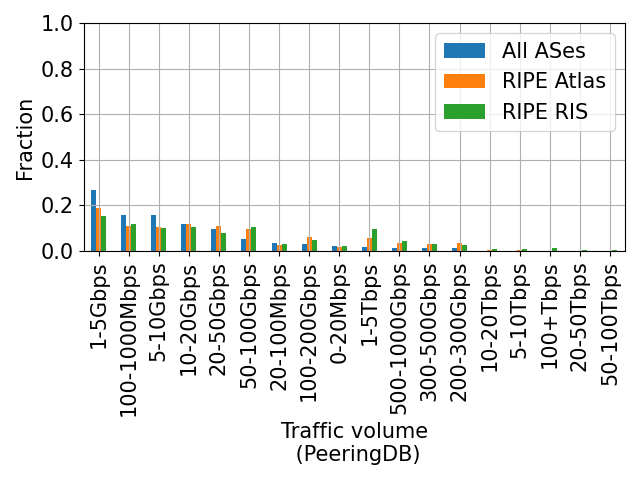 1.0
0.8
0.6
0.4
0.2
0.0
Fraction
All ASes
RIPE Atlas
RIPE RIS
1-5Gbps
100-1000Mbps
5-10Gbps
10-20Gbps
20-50Gbps
50-100Gbps
20-100Mbps
100-200Gbps
0-20Mbps
1-5Tbps
500-1000Gbps
300-500Gbps
200-300Gbps
10-20Tbps
5-10Tbps
100+Tbps
20-50Tbps
50-100Tbps
Traffic volume
(PeeringDB)